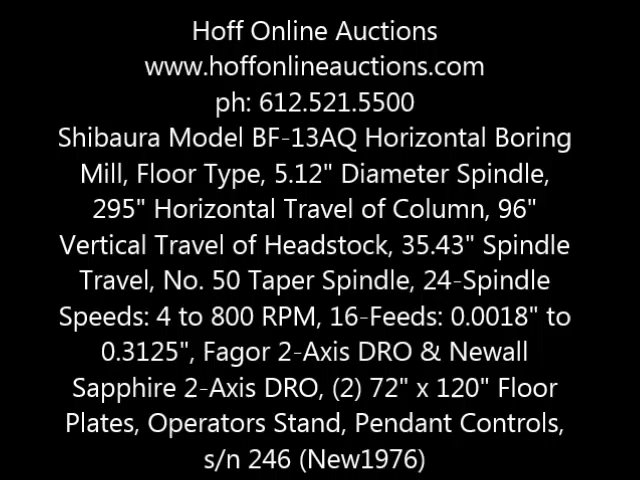 Hoff Online Auctions
www.hoffonlineauctions.com
ph: 612.521.5500
Shibaura Model BF-13AQ Horizontal Boring
Mill, Floor Type, 5.12" Diameter Spindle,
295" Horizontal Travel of Column, 96"
Vertical Travel of Headstock, 35.43" Spindle
Travel, No. 50 Taper Spindle, 24-Spindle
Speeds: 4 to 800 RPM, 16-Feeds: 0.0018" to
0.3125", Fagor 2-Axis DRO & Newall
Sapphire 2-Axis DRO, (2) 72" x 120" Floor
Plates, Operators Stand, Pendant Controls,
s/n 246 (New1976)